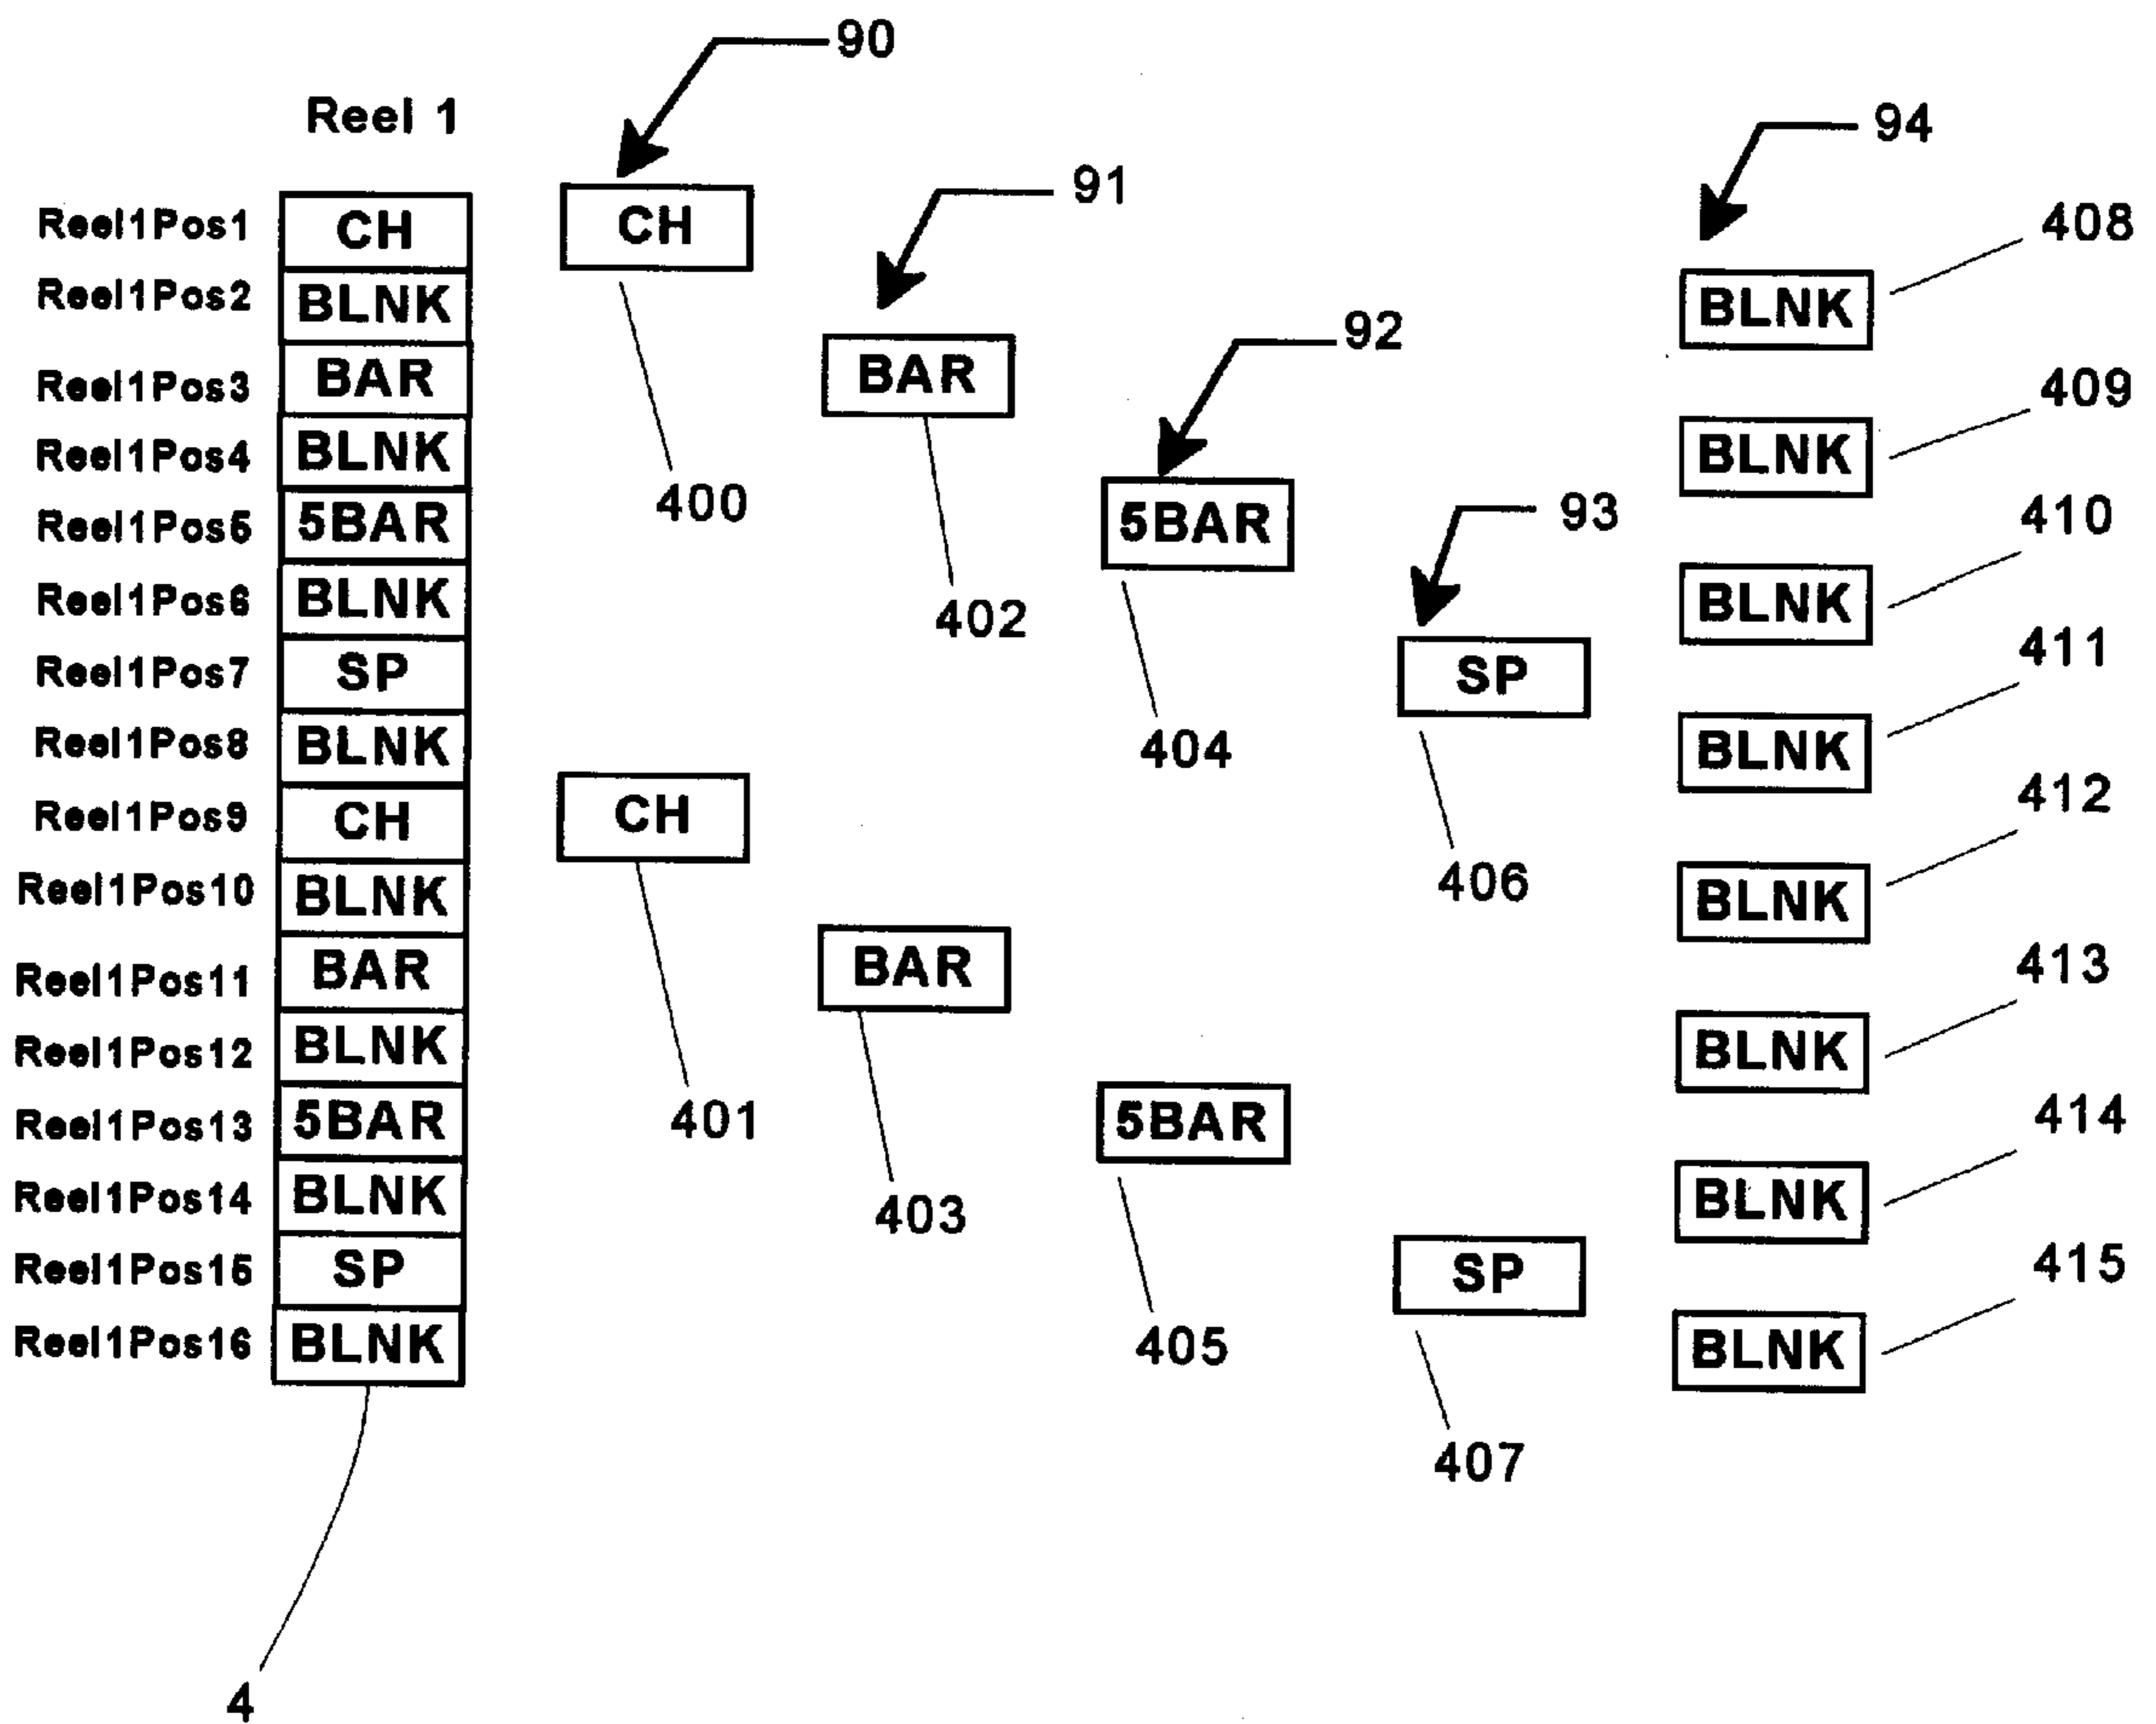 90
Reel 1
94
Reel1Pos1 CH CH 91 408
Reel1Pos2 BLNK BLNK
92
Reel1Pos3 BAR BAR 409
Reel1Pos4 BLNK BLNK
400 93 410
Reel1Pos5 5BAR 5BAR
Reel1Pos6 BLNK BLNK
402 411
Reel1Pos7 SP SP
Reel1Pos8 BLNK 404 BLNK
412
Reel1Pos9 CH CH
406
Reel1Pos10 BLNK BLNK
413
Reel1Pos11 BAR BAR
Reel1Pos12 BLNK BLNK
Reel1Pos13 5BAR 401 5BAR 414
Reel1Pos14 BLNK 403 BLNK
Reel1Pos15 SP SP 415
Reel1Pos16 BLNK 405 BLNK
407
4